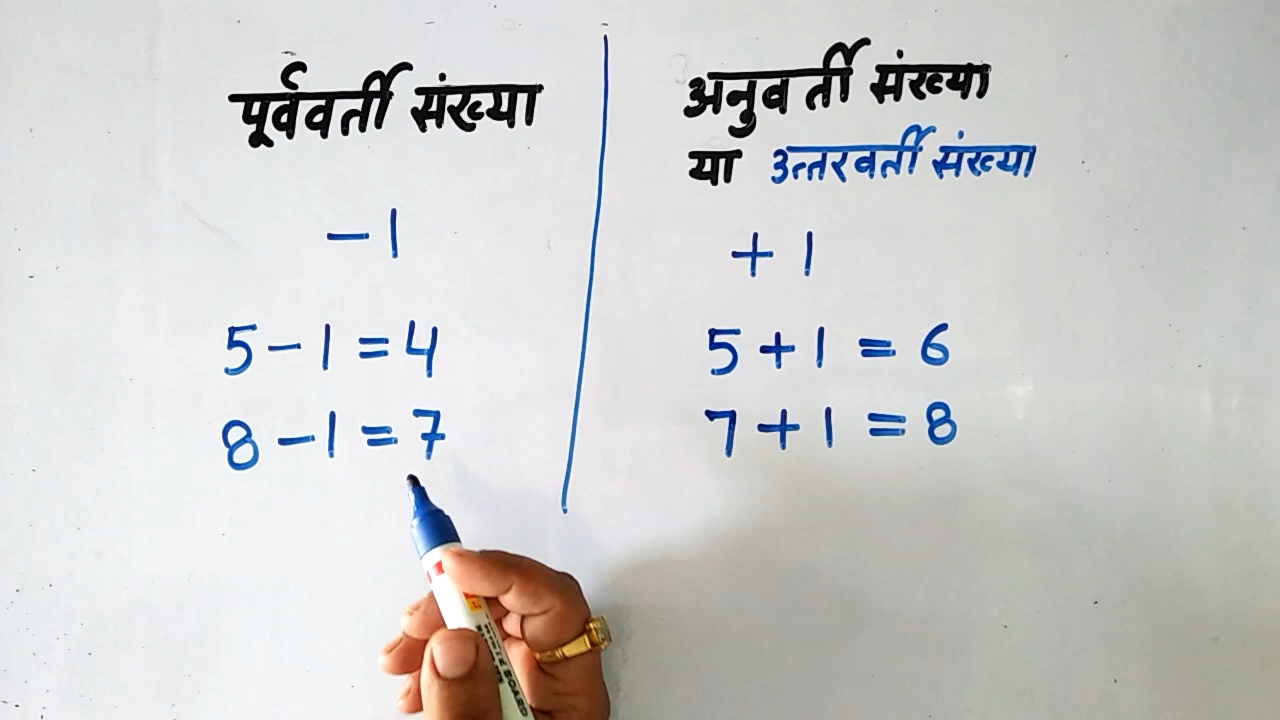 पूर्ववर्ती संख्या
-1
5-1=4
8-1=7
अनुवर्ती संख्या
या उत्तरवर्ती संख्या
+1
5+1=6
7+1=8